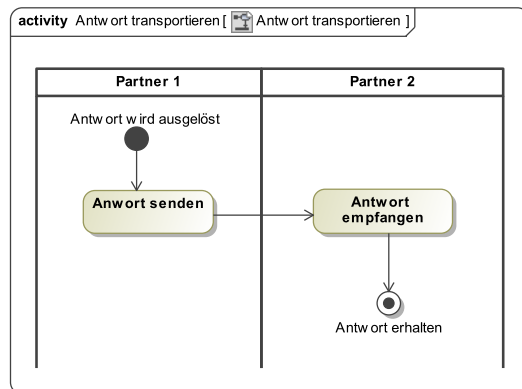 activity Antwort transportieren [ Antwort transportieren ]
Partner 1
Partner 2
Antwort wird ausgelöst
Anwort senden
Antwort
empfangen
Antwort erhalten